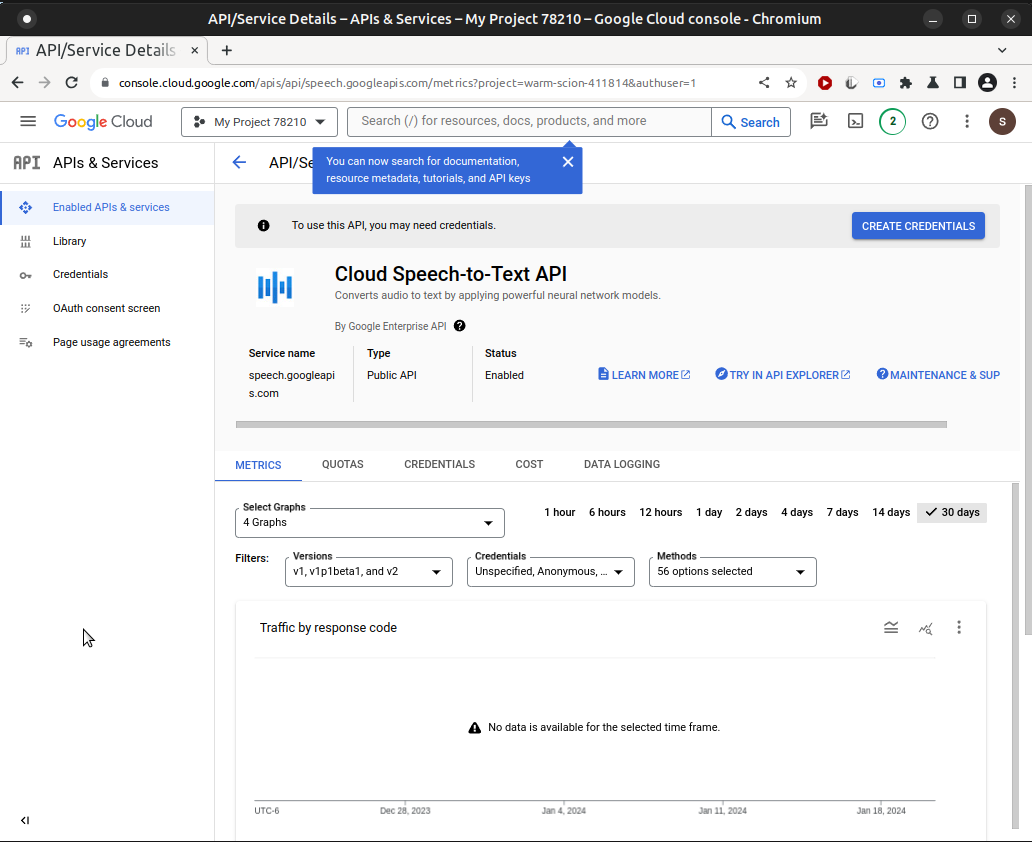 API/Service Details – APIs & Services – My Project 78210 – Google Cloud console - Chromium
API API/Service Details
console.cloud.google.com/apis/api/speech.googleapis.com/metrics?project=warm-scion-411814&authuser=1
Google Cloud
My Project 78210
Search (/) for resources, docs, products, and more
Search
2
S
API APIs & Services
API/Se
You can now search for documentation,
resource metadata, tutorials, and API keys
Enabled APIs & services
Library
Credentials
OAuth consent screen
Page usage agreements
To use this API, you may need credentials.
CREATE CREDENTIALS
Cloud Speech-to-Text API
Converts audio to text by applying powerful neural network models.
By Google Enterprise API
Service name
speech.googleapi
s.com
Type
Public API
Status
Enabled
LEARN MORE
TRY IN API EXPLORER
MAINTENANCE & SUP
METRICS
QUOTAS
CREDENTIALS
COST
DATA LOGGING
Select Graphs
4 Graphs
1 hour
6 hours
12 hours
1 day
2 days
4 days
7 days
14 days
30 days
Filters:
Versions
v1, v1p1beta1, and v2
Credentials
Unspecified, Anonymous, ...
Methods
56 options selected
Traffic by response code
No data is available for the selected time frame.
UTC-6
Dec 28, 2023
Jan 4, 2024
Jan 11, 2024
Jan 18, 2024